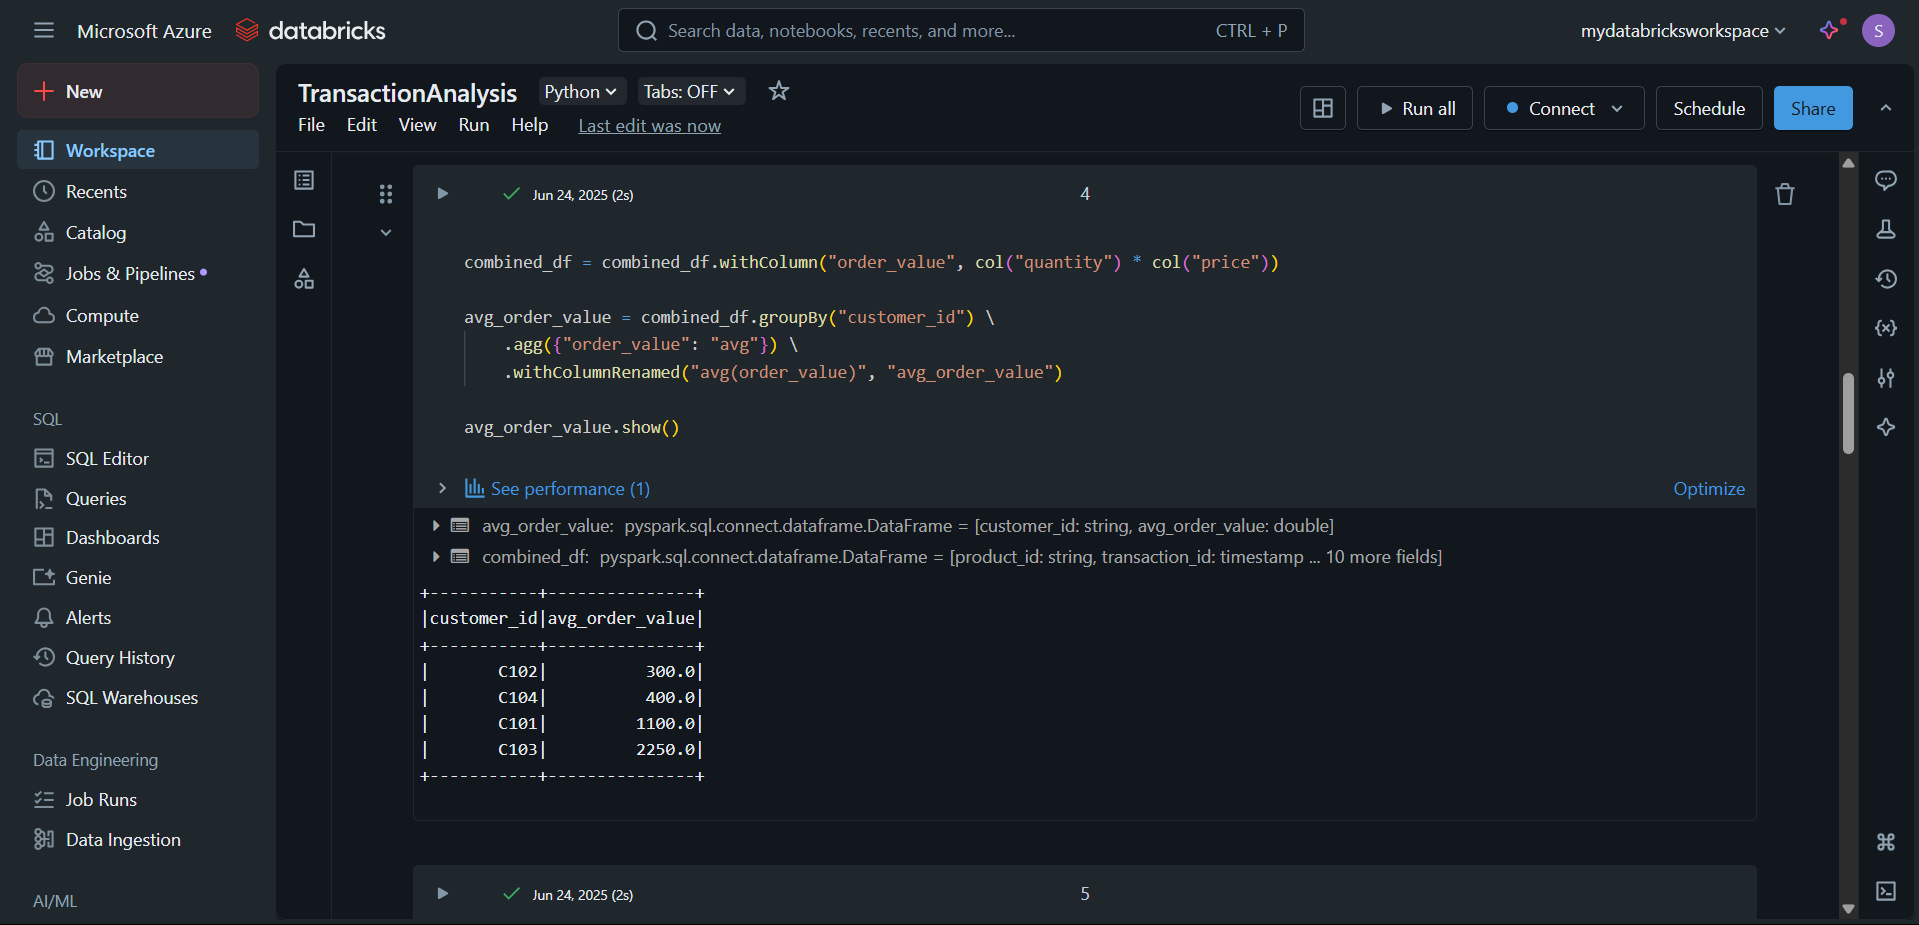 Microsoft Azure databricks
Search data, notebooks, recents, and more... CTRL + P
mydatabricksworkspace
S
New
Workspace
Recents
Catalog
Jobs & Pipelines
Compute
Marketplace
SQL
SQL Editor
Queries
Dashboards
Genie
Alerts
Query History
SQL Warehouses
Data Engineering
Job Runs
Data Ingestion
AI/ML
TransactionAnalysis Python Tabs: OFF
File Edit View Run Help Last edit was now
Run all Connect Schedule Share
Jun 24, 2025 (2s) 4
combined_df = combined_df.withColumn("order_value", col("quantity") * col("price"))
avg_order_value = combined_df.groupBy("customer_id") \
.agg({"order_value": "avg"}) \
.withColumnRenamed("avg(order_value)", "avg_order_value")
avg_order_value.show()
See performance (1) Optimize
avg_order_value: pyspark.sql.connect.dataframe.DataFrame = [customer_id: string, avg_order_value: double]
combined_df: pyspark.sql.connect.dataframe.DataFrame = [product_id: string, transaction_id: timestamp ... 10 more fields]
+-----------+---------------+
|customer_id|avg_order_value|
+-----------+---------------+
|       C102|          300.0|
|       C104|          400.0|
|       C101|         1100.0|
|       C103|         2250.0|
+-----------+---------------+
Jun 24, 2025 (2s) 5